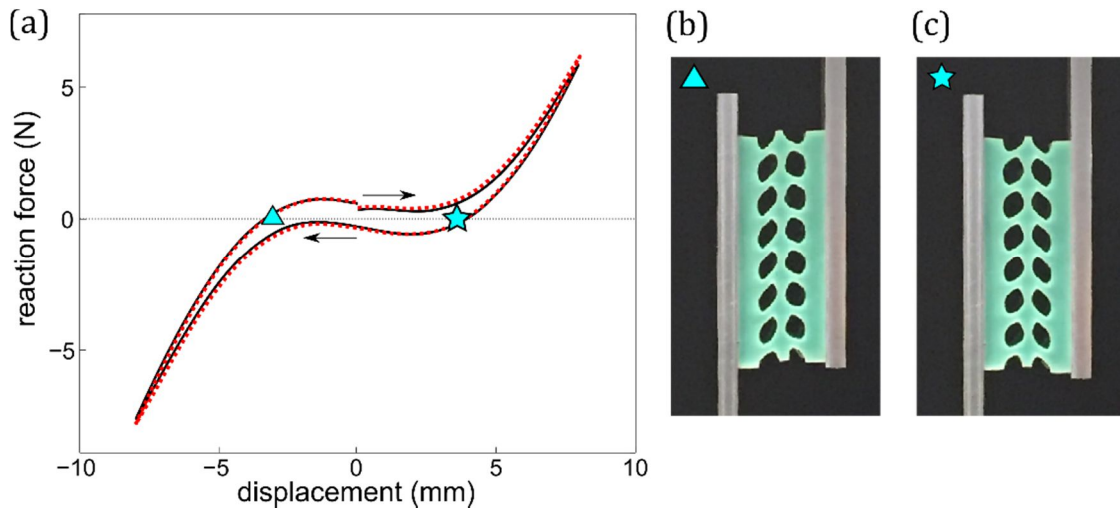 (a)
(b)
(c)
reaction force (N)
5
0
−5
−10
−5
0
5
10
displacement (mm)